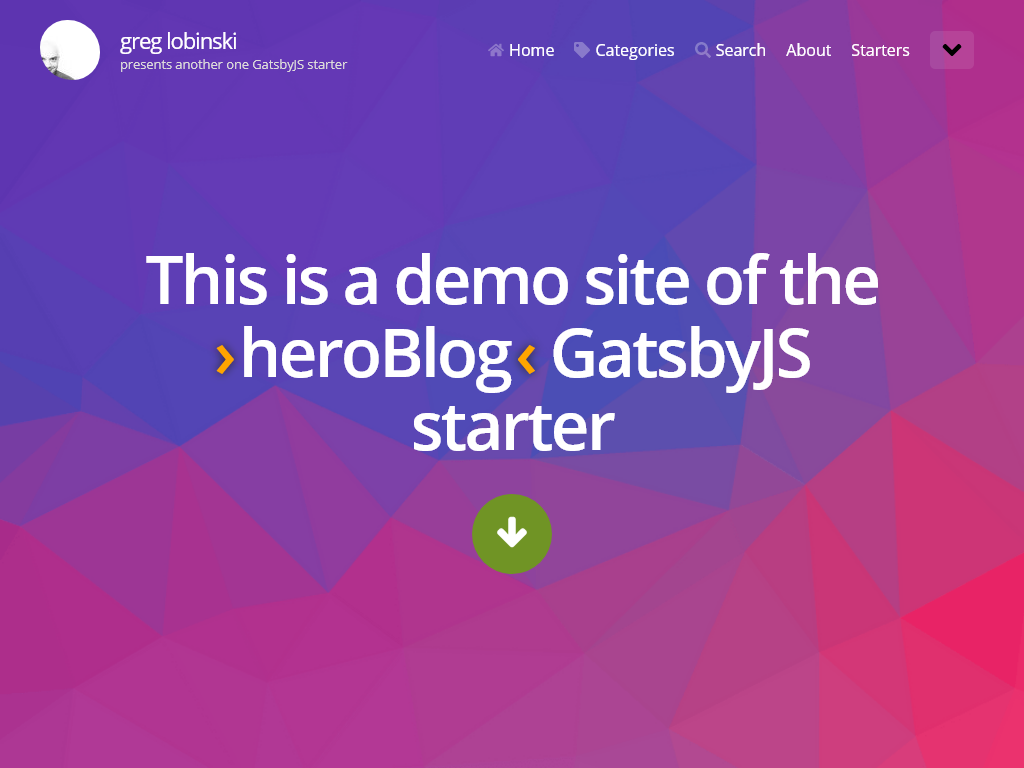 greg lobinski
presents another one GatsbyJS starter
Home Categories Search About Starters
This is a demo site of the
›heroBlog‹ GatsbyJS
starter